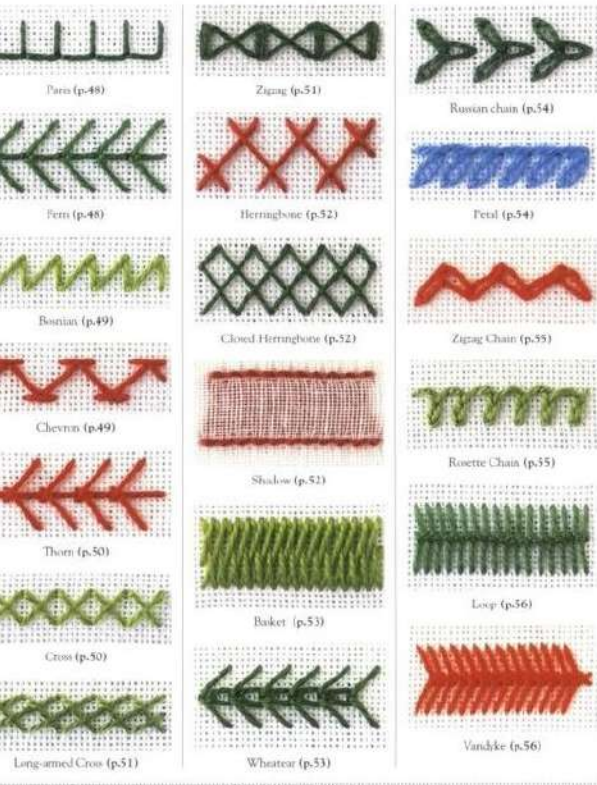 Paris (p.48)
Fern (p.48)
Bosnian (p.49)
Chevron (p.49)
Thorn (p.50)
Cross (p.50)
Long-armed Cross (p.51)
Zigzag (p.51)
Herringbone (p.52)
Closed Herringbone (p.52)
Shadow (p.52)
Basket (p.53)
Wheatear (p.53)
Russian chain (p.54)
Petal (p.54)
Zigzag Chain (p.55)
Rosette Chain (p.55)
Loop (p.56)
Vandyke (p.56)